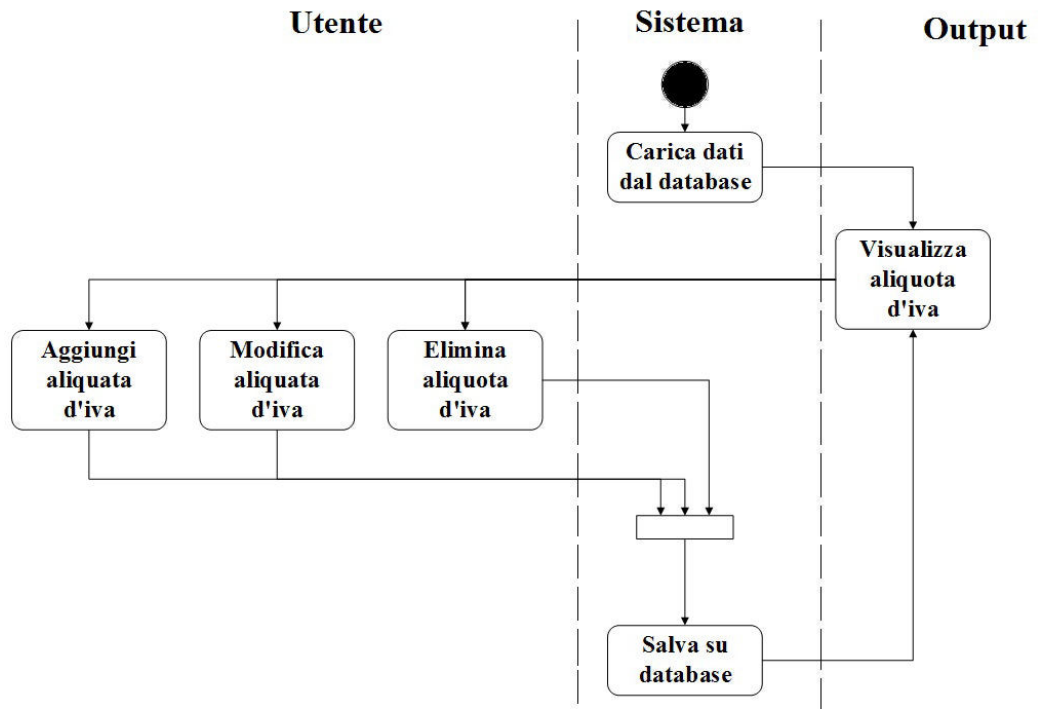 Utente
Sistema
Output
Carica dati
dal database
Visualizza
aliquota
d'iva
Aggiungi
aliquata
d'iva
Modifica
aliquata
d'iva
Elimina
aliquota
d'iva
Salva su
database